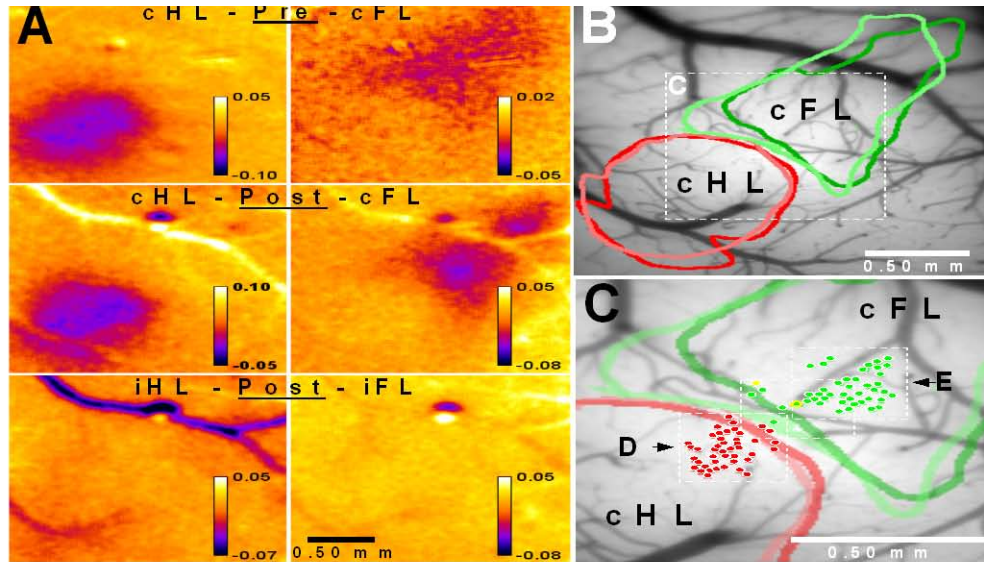 A
cHL - Pre - cFL
0.05
-0.10
0.02
-0.05
cHL - Post - cFL
0.10
-0.05
0.05
-0.08
iHL - Post - iFL
0.05
-0.07
0.50 mm
0.05
-0.08
B
C
cFL
cHL
0.50 mm
C
cFL
E
D
cHL
0.50 mm